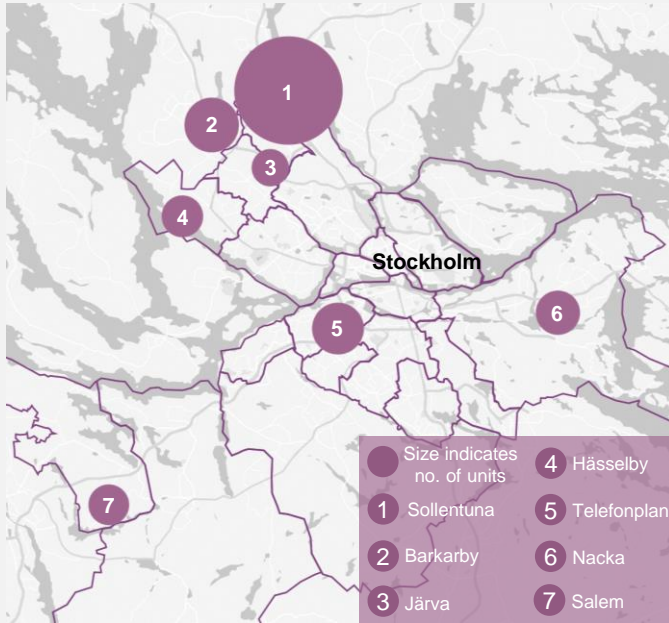 1
2
3
4
Stockholm
6
5
7
Size indicates
no. of units
1 Sollentuna
2 Barkarby
3 Järva
4 Hässelby
5 Telefonplan
6 Nacka
7 Salem